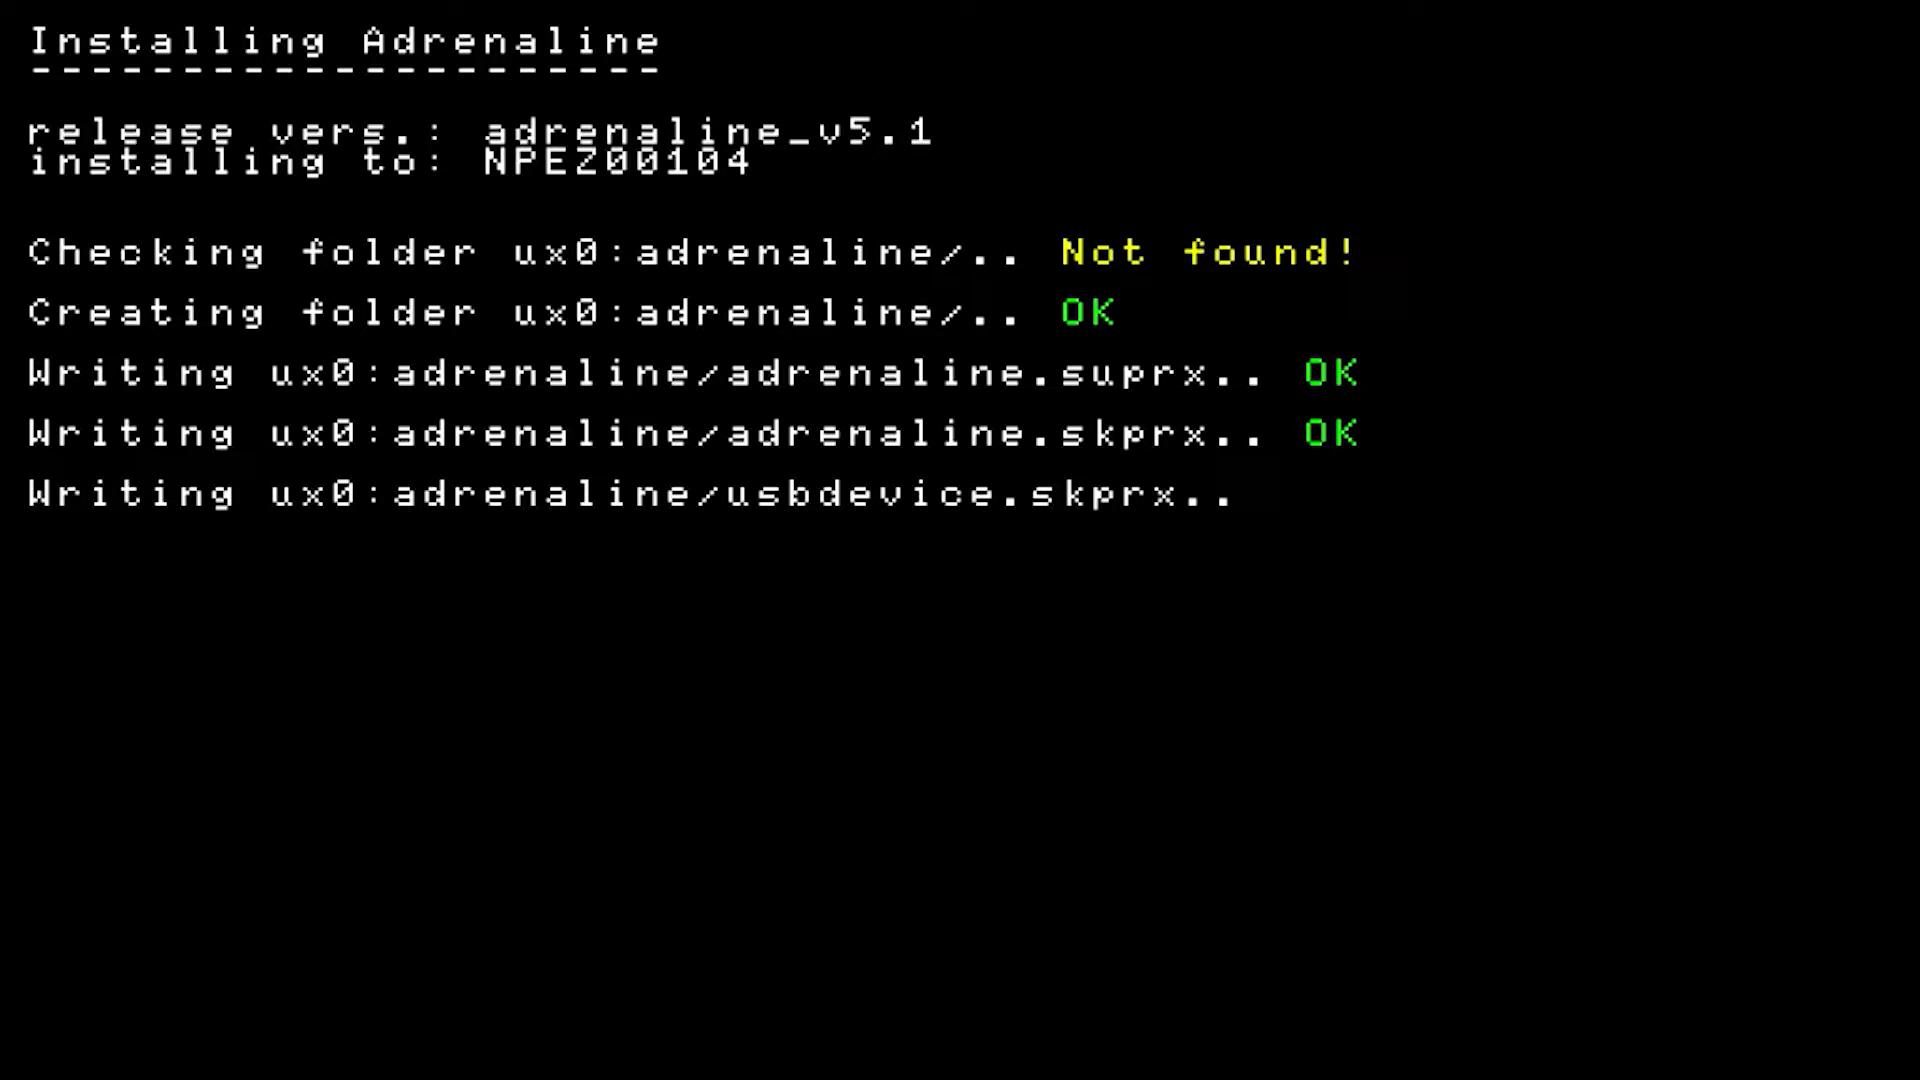 Installing Adrenaline
---------------------
release vers.: adrenaline_v5.1
installing to: NPEZ00104
Checking folder ux0:adrenaline/.. Not found!
Creating folder ux0:adrenaline/.. OK
Writing ux0:adrenaline/adrenaline.suprx.. OK
Writing ux0:adrenaline/adrenaline.skprx.. OK
Writing ux0:adrenaline/usbdevice.skprx..